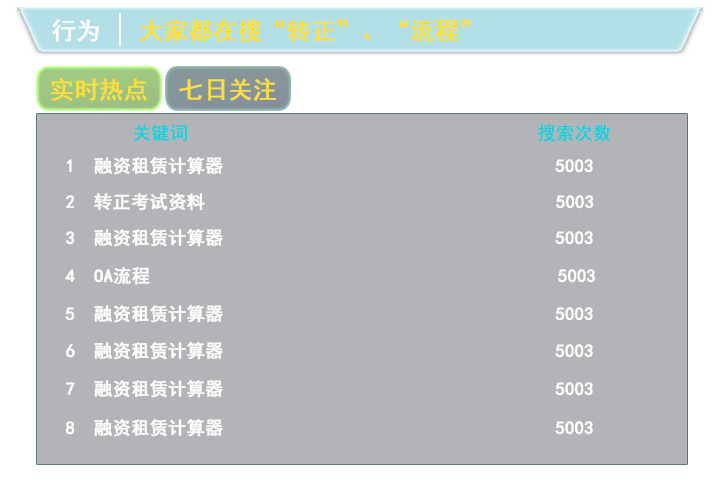 行为 大家都在搜“转正”、“流程”
实时热点 七日关注
关键词 搜索次数
1 融资租赁计算器 5003
2 转正考试资料 5003
3 融资租赁计算器 5003
4 OA流程 5003
5 融资租赁计算器 5003
6 融资租赁计算器 5003
7 融资租赁计算器 5003
8 融资租赁计算器 5003